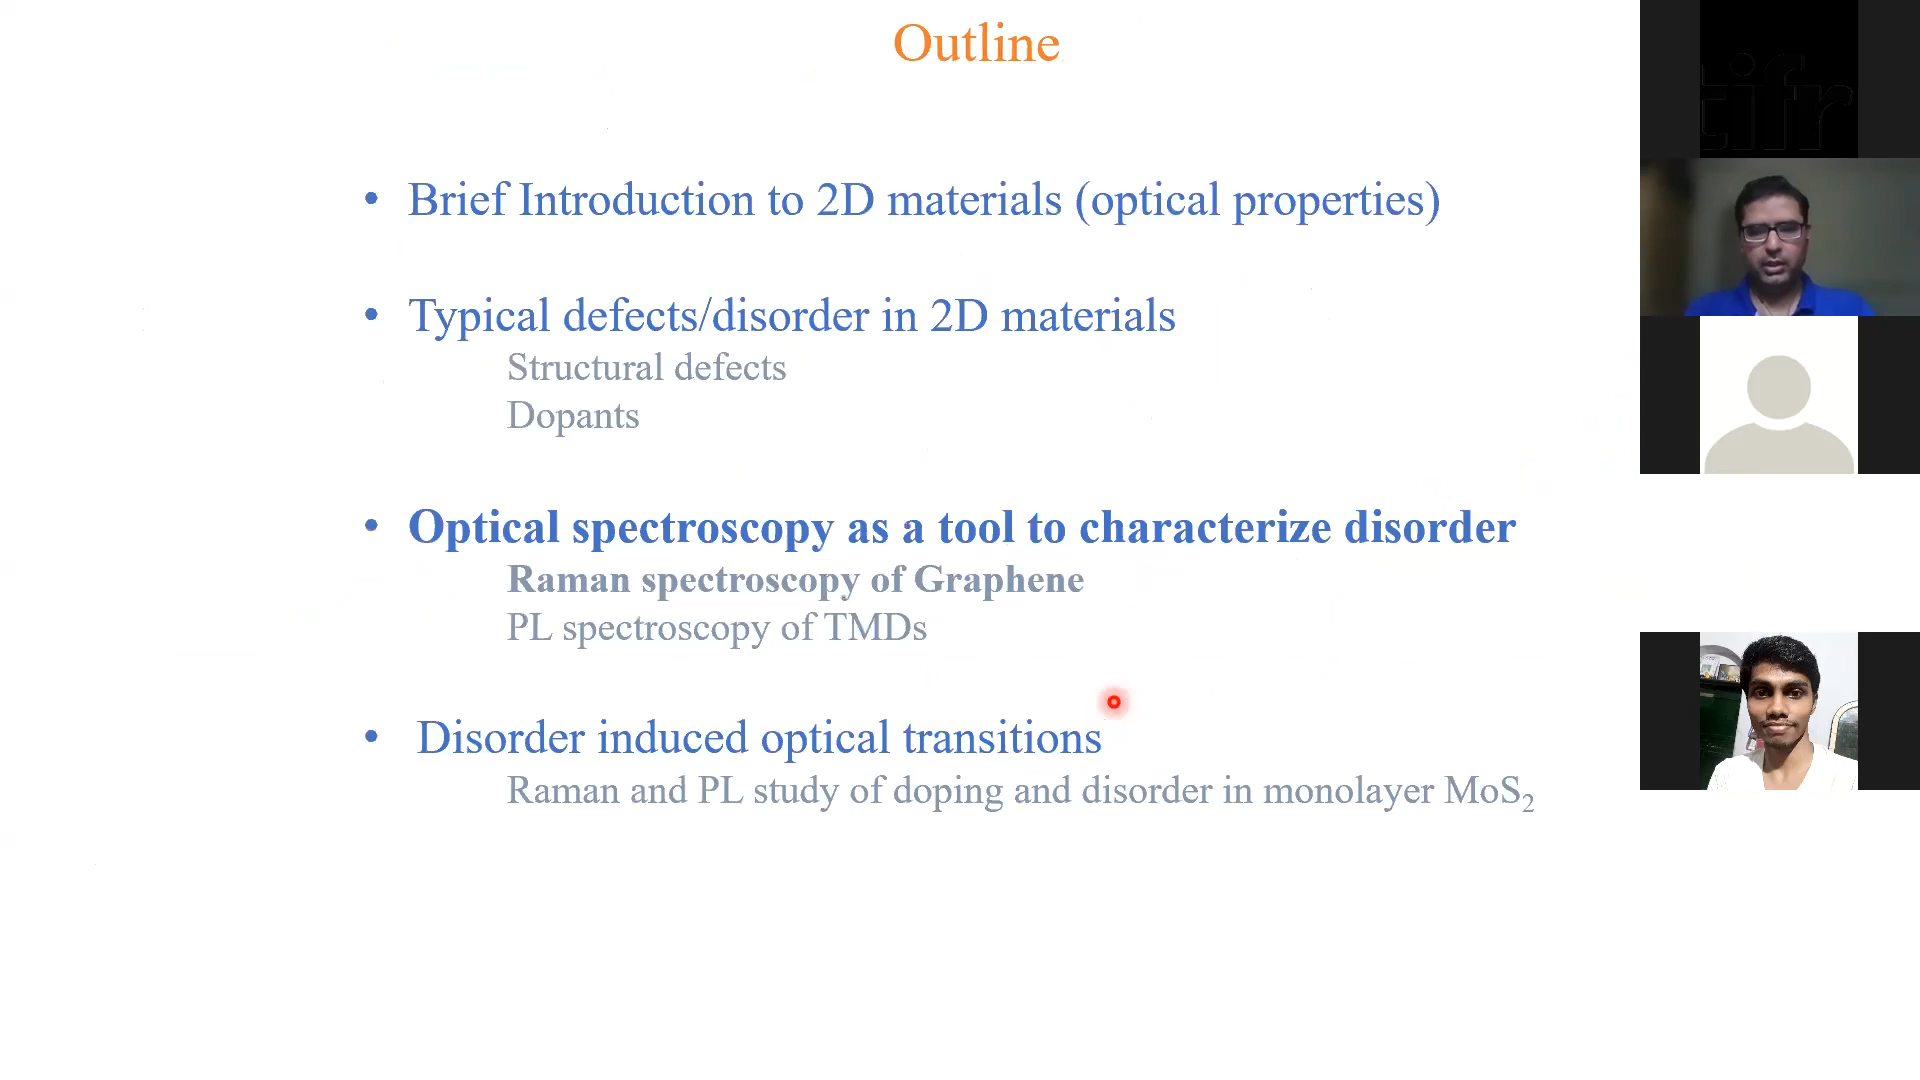 Outline
tifr
• Brief Introduction to 2D materials (optical properties)
• Typical defects/disorder in 2D materials
Structural defects
Dopants
• Optical spectroscopy as a tool to characterize disorder
Raman spectroscopy of Graphene
PL spectroscopy of TMDs
• Disorder induced optical transitions
Raman and PL study of doping and disorder in monolayer MoS₂